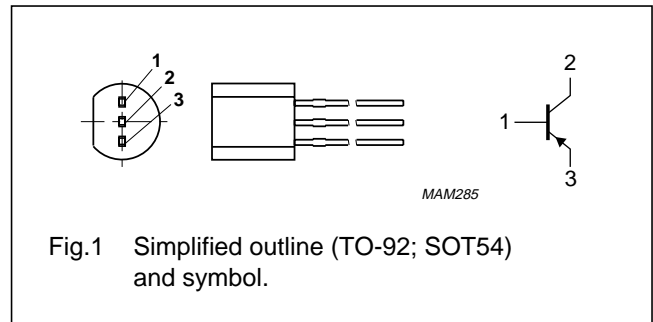 1
2
3
2
1
3
MAM285
Fig.1 Simplified outline (TO-92; SOT54)
and symbol.